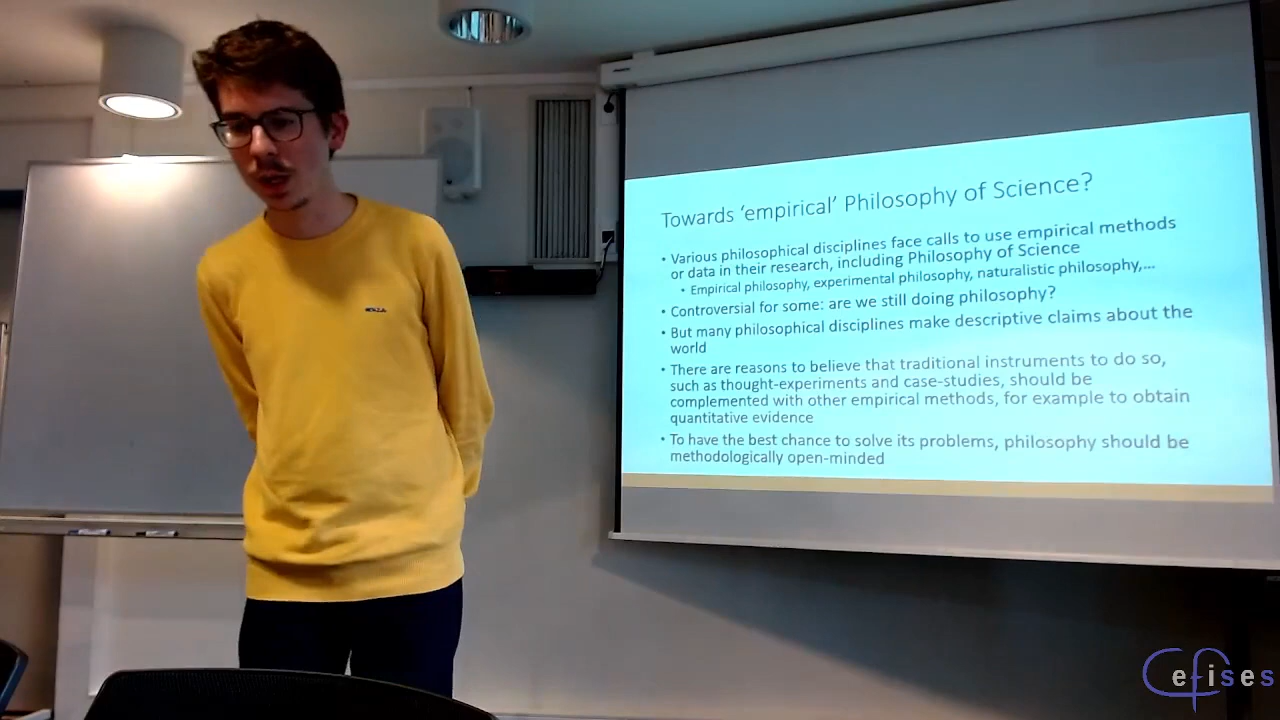 Towards ‘empirical’ Philosophy of Science?
• Various philosophical disciplines face calls to use empirical methods
or data in their research, including Philosophy of Science
• Empirical philosophy, experimental philosophy, naturalistic philosophy,...
• Controversial for some: are we still doing philosophy?
• But many philosophical disciplines make descriptive claims about the
world
• There are reasons to believe that traditional instruments to do so,
such as thought-experiments and case-studies, should be
complemented with other empirical methods, for example to obtain
quantitative evidence
• To have the best chance to solve its problems, philosophy should be
methodologically open-minded
Cefises